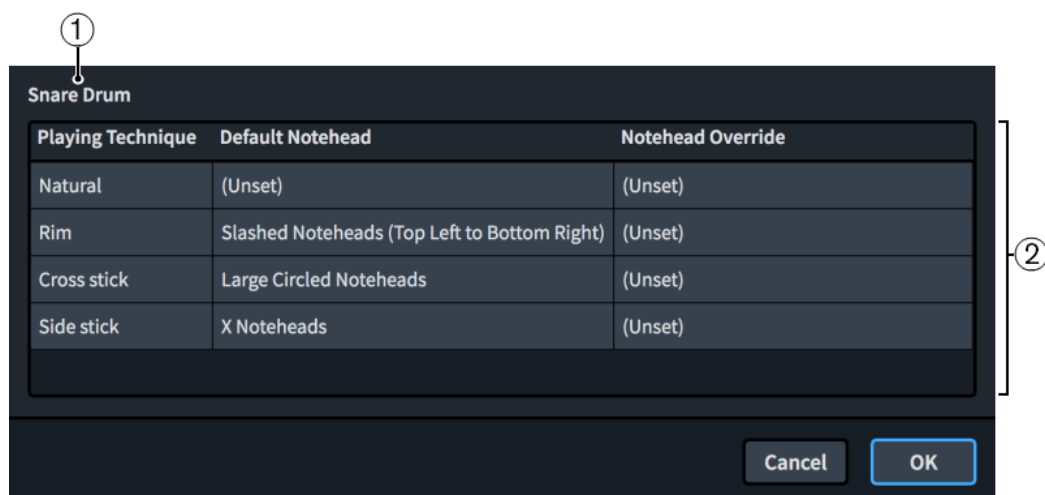 1
Snare Drum
Playing Technique Default Notehead Notehead Override
Natural (Unset) (Unset)
Rim Slashed Noteheads (Top Left to Bottom Right) (Unset)
Cross stick Large Circled Noteheads (Unset)
Side stick X Noteheads (Unset)
2
Cancel OK